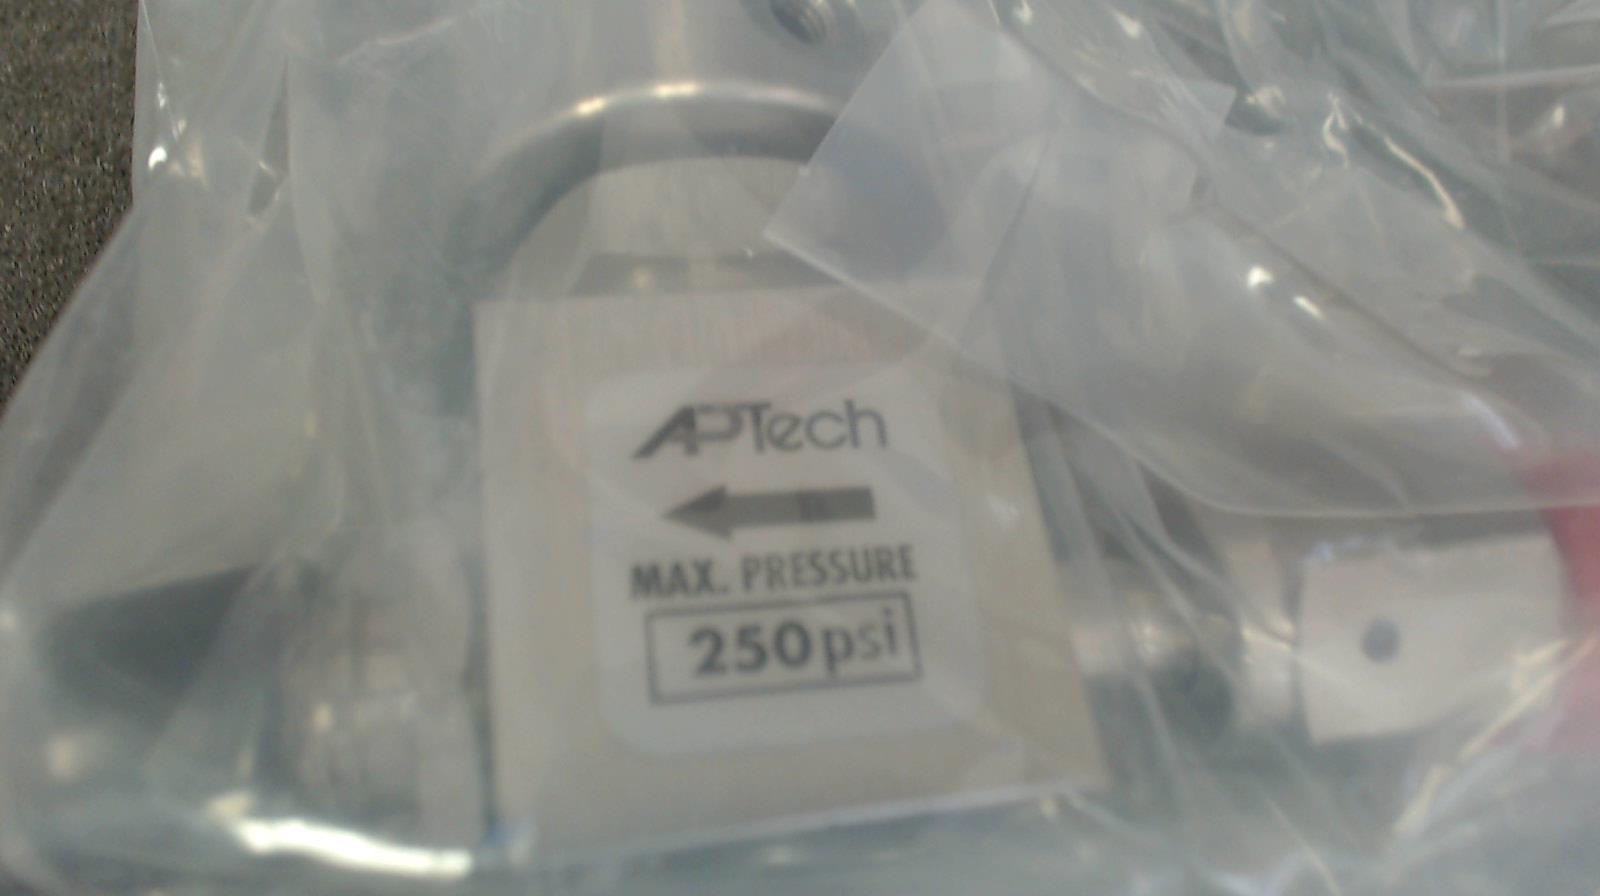 APTech
MAX. PRESSURE
250psi